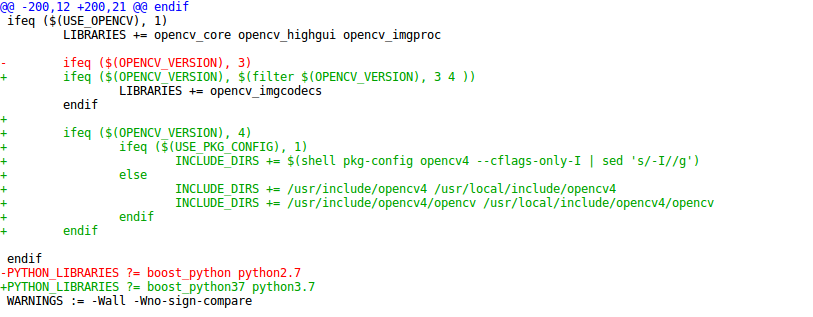 @@ -200,12 +200,21 @@ endif
 ifeq ($(USE_OPENCV), 1)
        LIBRARIES += opencv_core opencv_highgui opencv_imgproc

-       ifeq ($(OPENCV_VERSION), 3)
+       ifeq ($(OPENCV_VERSION), $(filter $(OPENCV_VERSION), 3 4 ))
                LIBRARIES += opencv_imgcodecs
        endif
+
+       ifeq ($(OPENCV_VERSION), 4)
+               ifeq ($(USE_PKG_CONFIG), 1)
+                       INCLUDE_DIRS += $(shell pkg-config opencv4 --cflags-only-I | sed 's/-I//g')
+               else
+                       INCLUDE_DIRS += /usr/include/opencv4 /usr/local/include/opencv4
+                       INCLUDE_DIRS += /usr/include/opencv4/opencv /usr/local/include/opencv4/opencv
+               endif
+       endif

 endif
-PYTHON_LIBRARIES ?= boost_python python2.7
+PYTHON_LIBRARIES ?= boost_python37 python3.7
 WARNINGS := -Wall -Wno-sign-compare